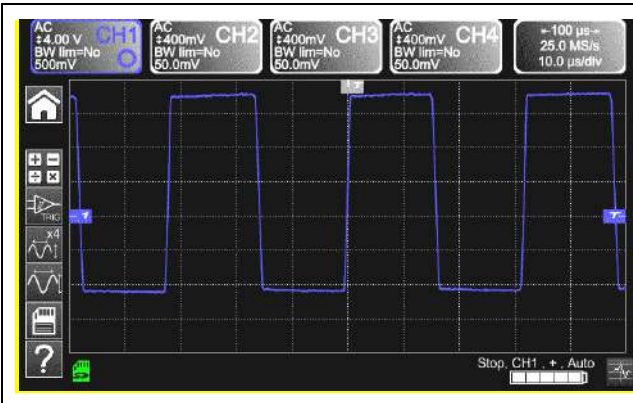 AC
↕4.00 V CH1
BW lim=No
500mV
AC
↕400mV CH2
BW lim=No
50.0mV
AC
↕400mV CH3
BW lim=No
50.0mV
AC
↕400mV CH4
BW lim=No
50.0mV
←100 µs→
25.0 MS/s
10.0 µs/div
T
TRIG
1
T
x4
?
Stop, CH1 , + , Auto